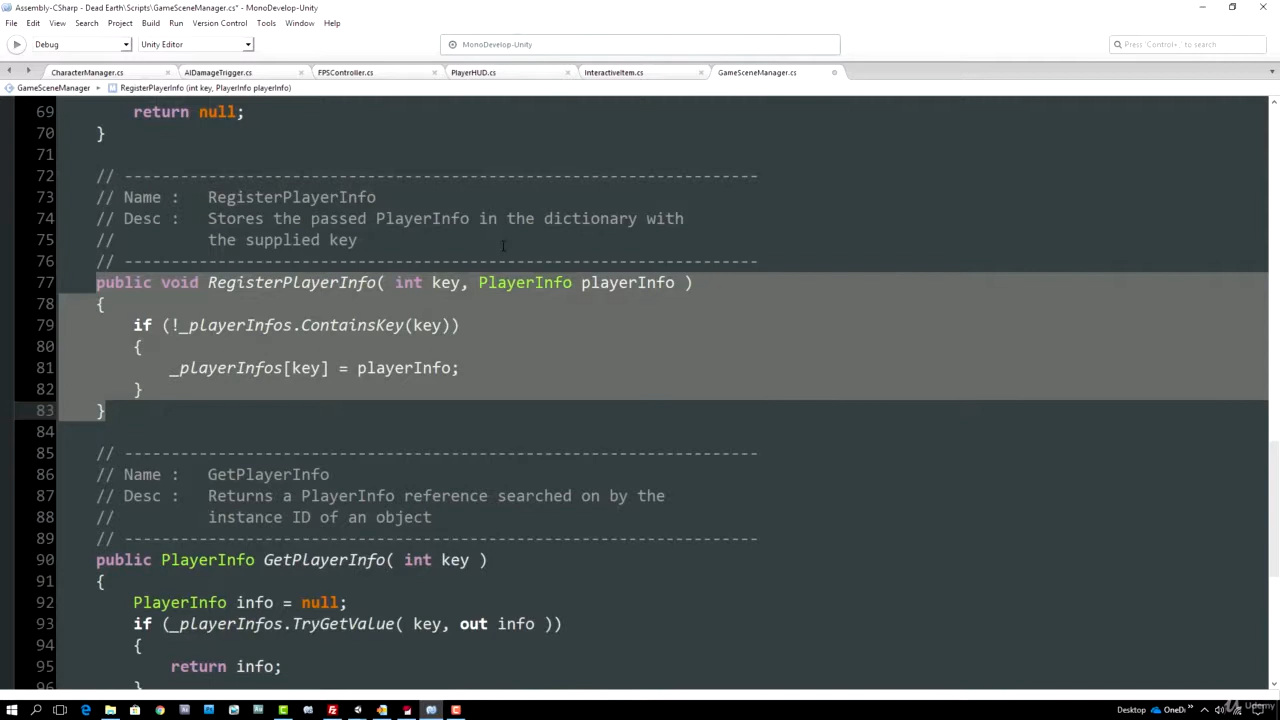 Assembly-CSharp - Dead Earth\Scripts\GameSceneManager.cs* - MonoDevelop-Unity
File Edit View Search Project Build Run Version Control Tools Window Help
Debug Unity Editor MonoDevelop-Unity Press 'Control+,' to search
CharacterManager.cs AIDamageTrigger.cs FPSController.cs PlayerHUD.cs InteractiveItem.cs GameSceneManager.cs
GameSceneManager RegisterPlayerInfo (int key, PlayerInfo playerInfo)
69 return null;
70 }
71
72 // --------------------------------------------------------------------
73 // Name : RegisterPlayerInfo
74 // Desc : Stores the passed PlayerInfo in the dictionary with
75 // the supplied key
76 // --------------------------------------------------------------------
77 public void RegisterPlayerInfo( int key, PlayerInfo playerInfo )
78 {
79 if (!_playerInfos.ContainsKey(key))
80 {
81 _playerInfos[key] = playerInfo;
82 }
83 }
84
85 // --------------------------------------------------------------------
86 // Name : GetPlayerInfo
87 // Desc : Returns a PlayerInfo reference searched on by the
88 // instance ID of an object
89 // --------------------------------------------------------------------
90 public PlayerInfo GetPlayerInfo( int key )
91 {
92 PlayerInfo info = null;
93 if (_playerInfos.TryGetValue( key, out info ))
94 {
95 return info;
96 }
Desktop OneDri Udemy